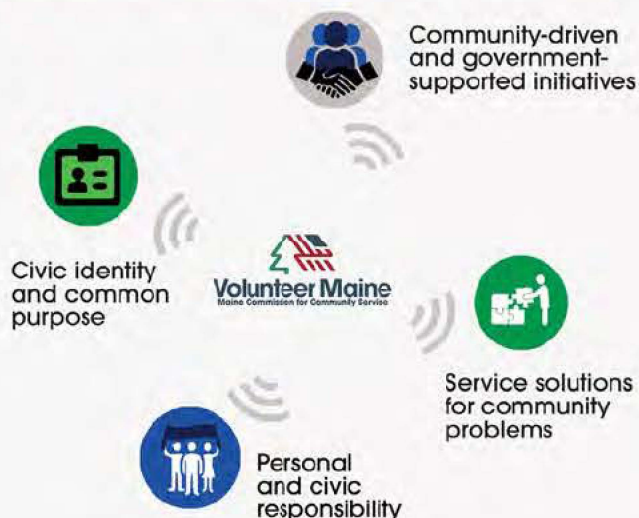 Community-driven
and government-
supported initiatives
Civic identity
and common
purpose
Volunteer Maine
Maine Commission for Community Service
Service solutions
for community
problems
Personal
and civic
responsibility